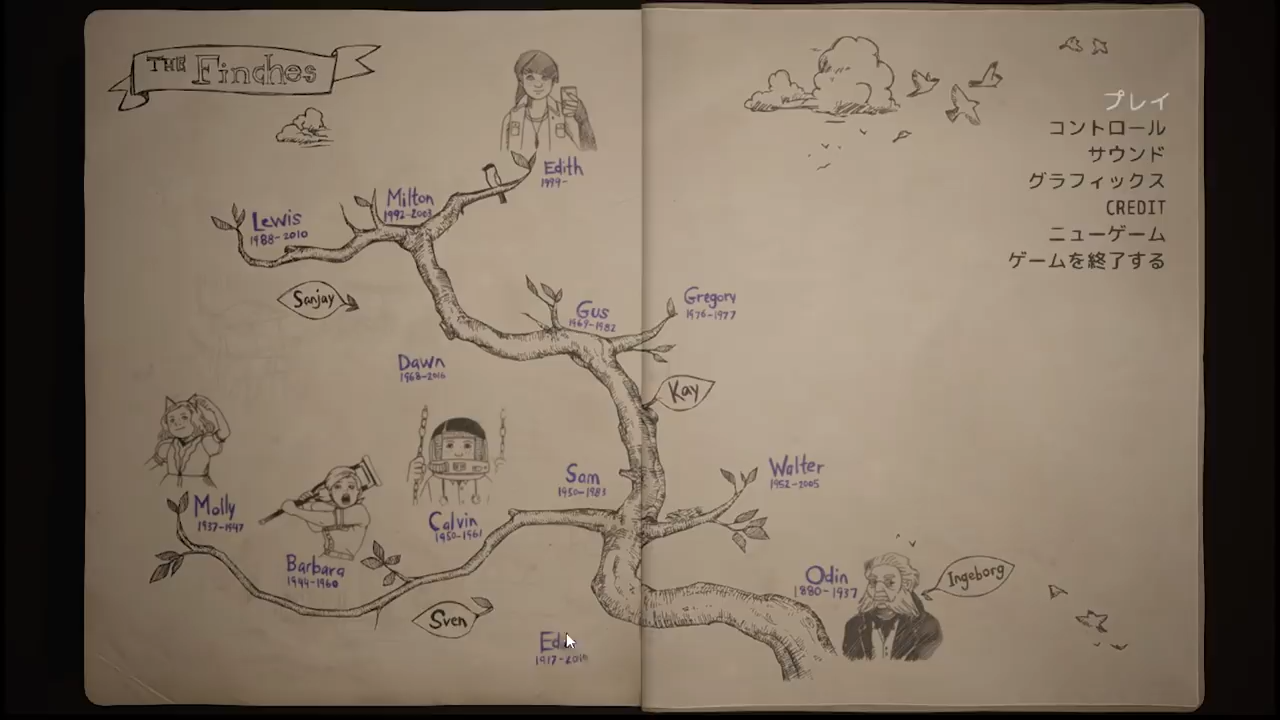 THE Finches
Edith
1999-
Milton
1992-2003
Lewis
1988-2010
Sanjay
Gus
1969-1982
Gregory
1976-1977
Dawn
1968-2016
Kay
Sam
1950-1983
Walter
1952-2005
Molly
1937-1947
Calvin
1950-1961
Barbara
1944-1960
Sven
Odin
1880-1937
Ingeborg
プレイ
コントロール
サウンド
グラフィックス
CREDIT
ニューゲーム
ゲームを終了する